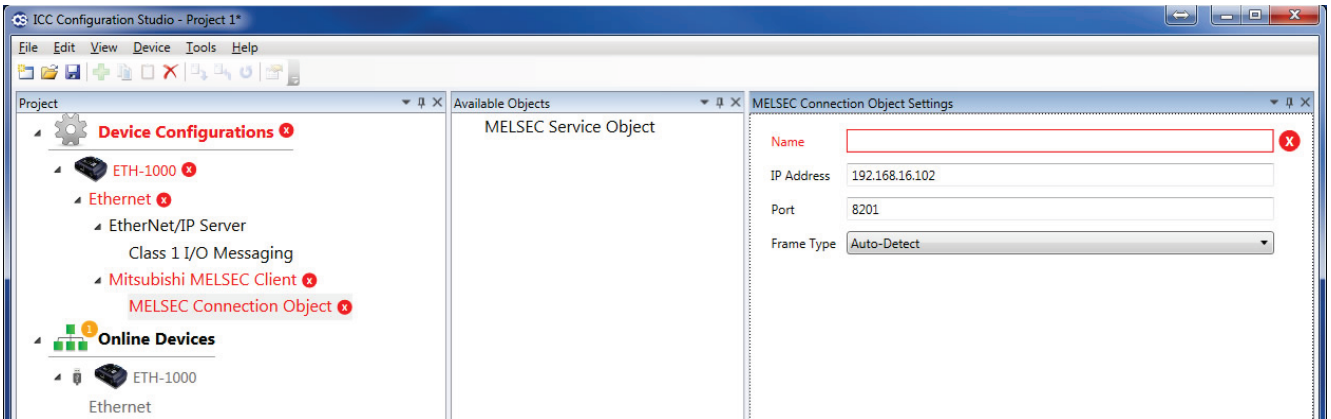 ICC Configuration Studio - Project 1*
File Edit View Device Tools Help
Project
Available Objects
MELSEC Connection Object Settings
Device Configurations
ETH-1000
Ethernet
EtherNet/IP Server
Class 1 I/O Messaging
Mitsubishi MELSEC Client
MELSEC Connection Object
1
Online Devices
ETH-1000
Ethernet
MELSEC Service Object
Name
IP Address 192.168.16.102
Port 8201
Frame Type Auto-Detect